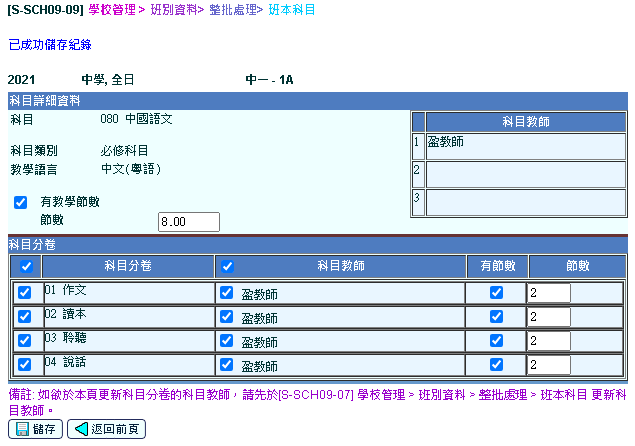 [S-SCH09-09] 學校管理 > 班別資料> 整批處理> 班本科目
已成功儲存紀錄
2021 中學, 全日 中一 - 1A
科目詳細資料
科目 080 中國語文
科目教師
1 盈教師
科目類別 必修科目
教學語言 中文(粵語)
2
3
有教學節數
節數 8.00
科目分卷
科目分卷 科目教師 有節數 節數
01 作文 盈教師 2
02 讀本 盈教師 2
03 聆聽 盈教師 2
04 說話 盈教師 2
備註: 如欲於本頁更新科目分卷的科目教師，請先於[S-SCH09-07] 學校管理 > 班別資料 > 整批處理 > 班本科目 更新科
目教師。
儲存 返回前頁